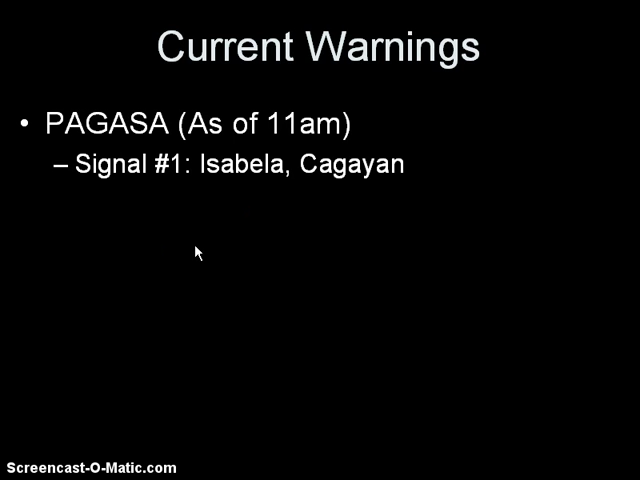 Current Warnings
• PAGASA (As of 11am)
– Signal #1: Isabela, Cagayan
Screencast-O-Matic.com